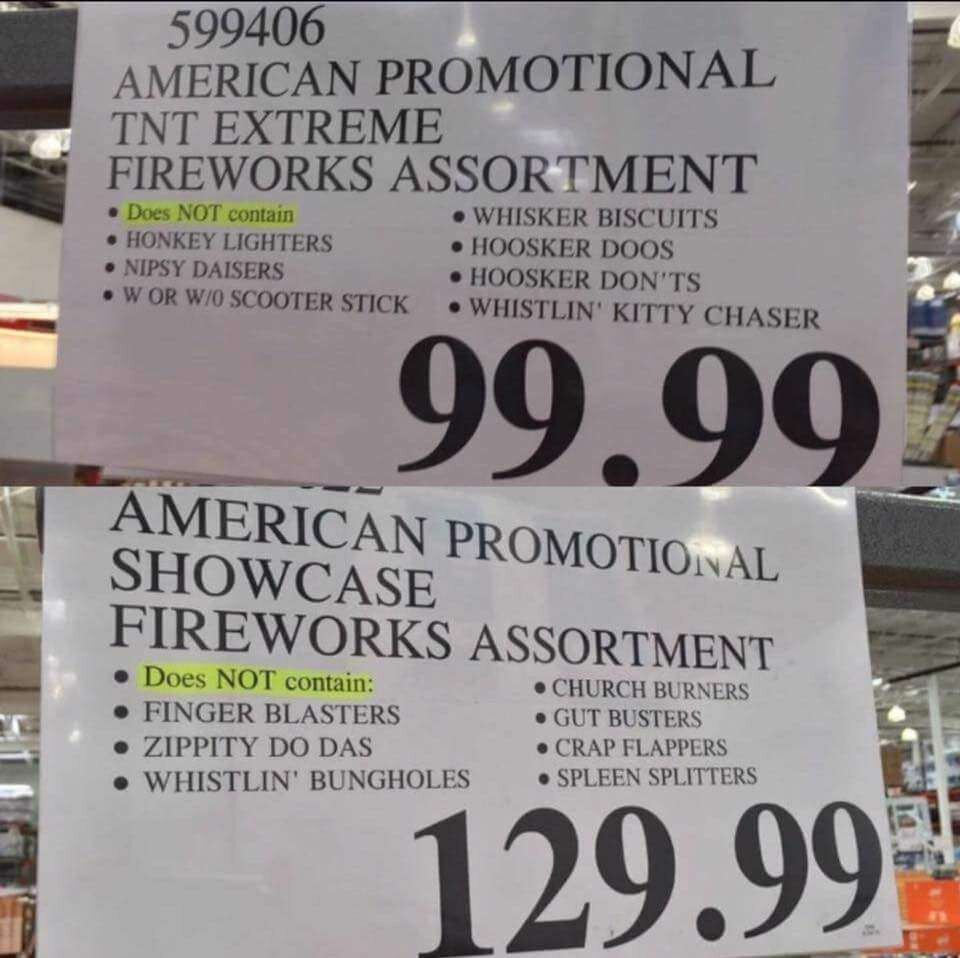 599406
AMERICAN PROMOTIONAL
TNT EXTREME
FIREWORKS ASSORTMENT
• Does NOT contain
• HONKEY LIGHTERS
• NIPSY DAISERS
• W OR W/0 SCOOTER STICK
• WHISKER BISCUITS
• HOOSKER DOOS
• HOOSKER DON'TS
• WHISTLIN' KITTY CHASER
99.99
AMERICAN PROMOTIONAL
SHOWCASE
FIREWORKS ASSORTMENT
• Does NOT contain:
• FINGER BLASTERS
• ZIPPITY DO DAS
• WHISTLIN' BUNGHOLES
• CHURCH BURNERS
• GUT BUSTERS
• CRAP FLAPPERS
• SPLEEN SPLITTERS
129.99